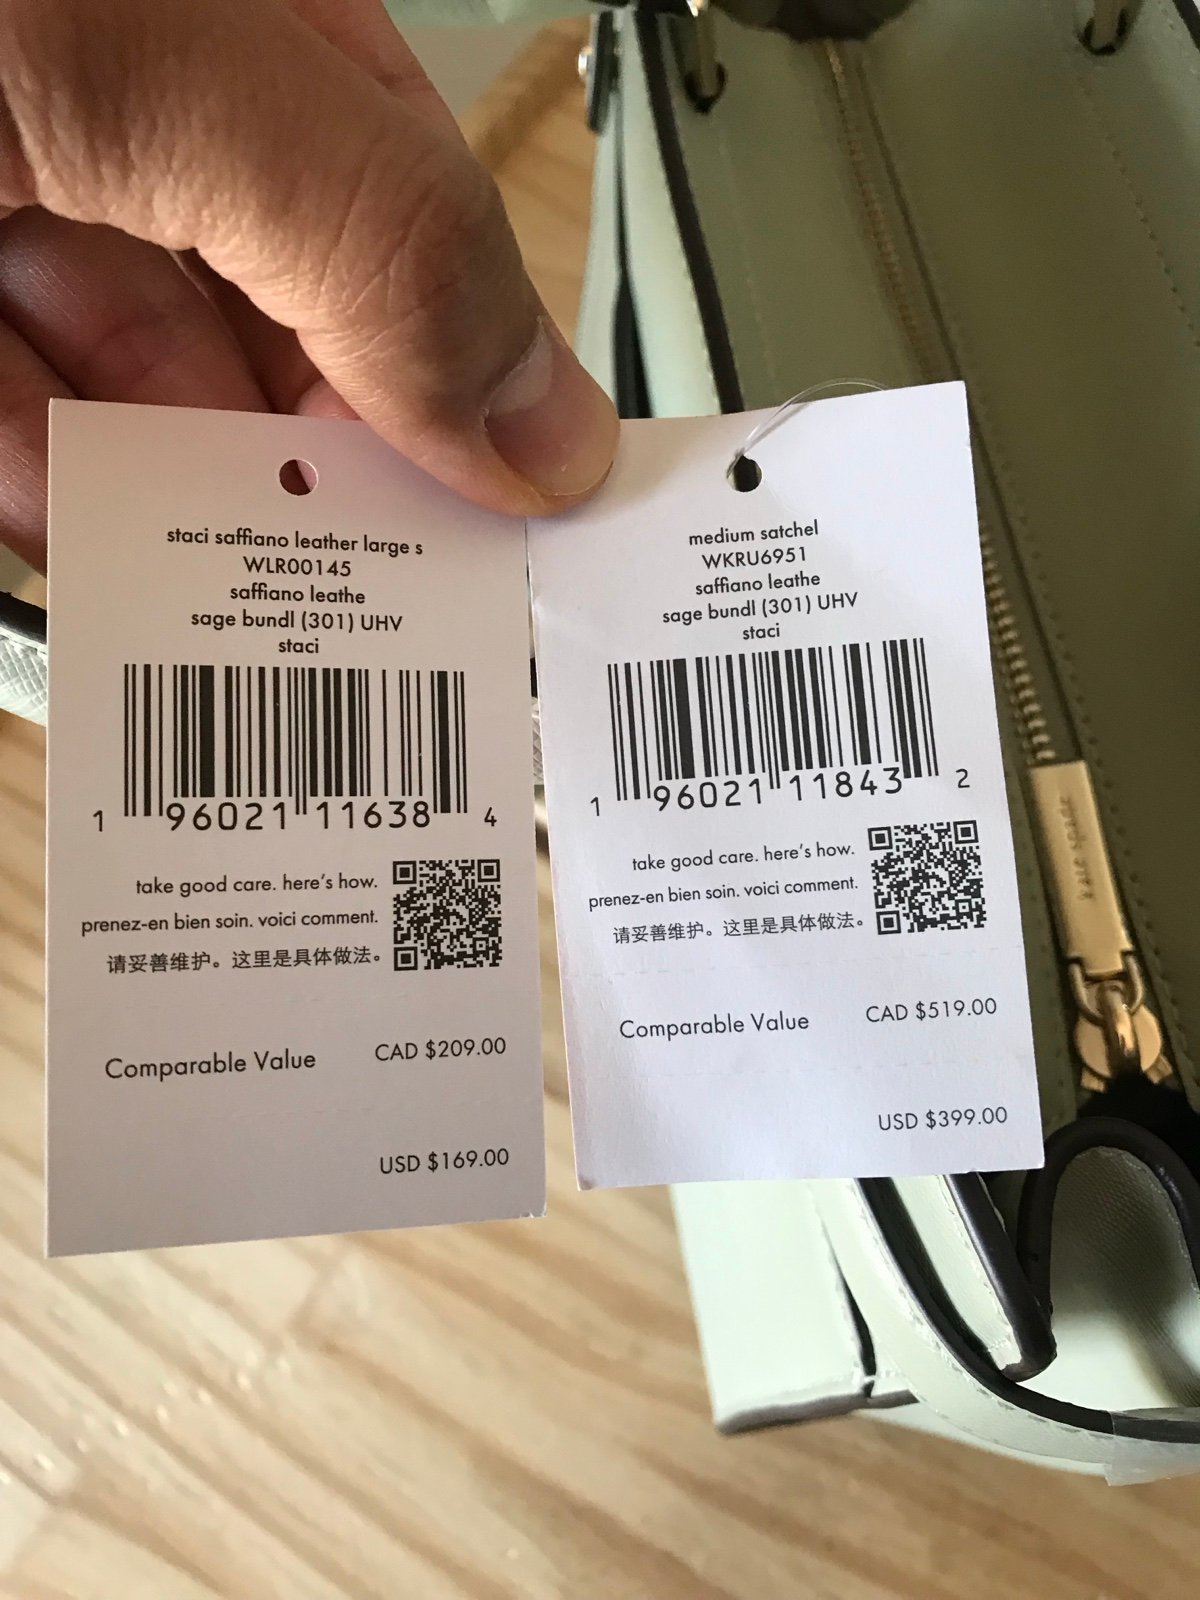 staci saffiano leather large s
WLR00145
saffiano leathe
sage bundl (301) UHV
staci
1 96021 11638 4
take good care. here's how.
prenez-en bien soin. voici comment.
请妥善维护。这里是具体做法。
Comparable Value CAD $209.00
USD $169.00
medium satchel
WKRU6951
saffiano leathe
sage bundl (301) UHV
staci
1 96021 11843 2
take good care. here's how.
prenez-en bien soin. voici comment.
请妥善维护。这里是具体做法。
Comparable Value CAD $519.00
USD $399.00
kate spade